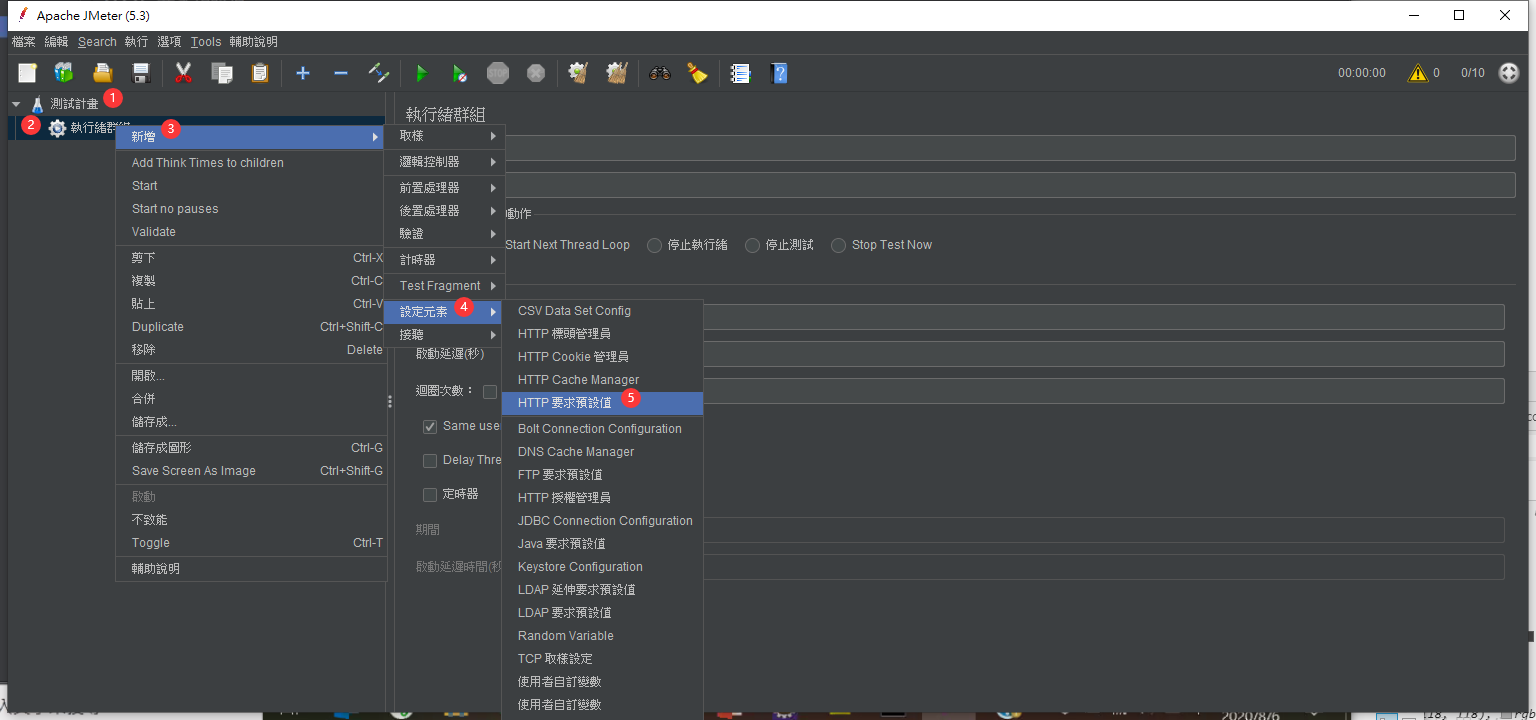 Apache JMeter (5.3)
檔案 編輯 Search 執行 選項 Tools 輔助說明
STOP
00:00:00 0 0/10
測試計畫 1
2 執行緒群組
新增 3
Add Think Times to children
Start
Start no pauses
Validate
剪下 Ctrl-X
複製 Ctrl-C
貼上 Ctrl-V
Duplicate Ctrl+Shift-C
移除 Delete
開啟...
合併
儲存成...
儲存成圖形 Ctrl-G
Save Screen As Image Ctrl+Shift-G
啟動
不致能
Toggle Ctrl-T
輔助說明
取樣
邏輯控制器
前置處理器
後置處理器
驗證
計時器
Test Fragment
設定元素 4
接聽
CSV Data Set Config
HTTP 標頭管理員
HTTP Cookie 管理員
HTTP Cache Manager
HTTP 要求預設值 5
Bolt Connection Configuration
DNS Cache Manager
FTP 要求預設值
HTTP 授權管理員
JDBC Connection Configuration
Java 要求預設值
Keystore Configuration
LDAP 延伸要求預設值
LDAP 要求預設值
Random Variable
TCP 取樣設定
使用者自訂變數
使用者自訂變數
執行緒群組
動作
Start Next Thread Loop 停止執行緒 停止測試 Stop Test Now
啟動延遲(秒)
迴圈次數：
Same use
Delay Thre
定時器
期間
啟動延遲時間(秒
2020/8/6